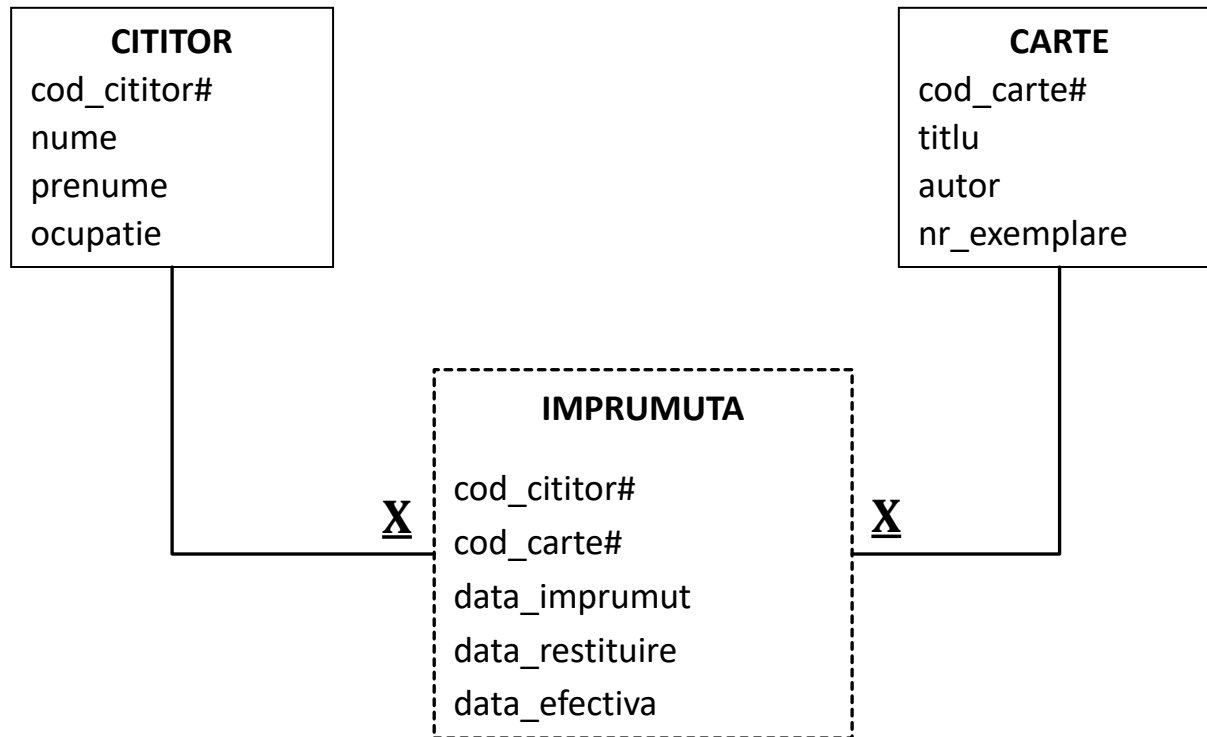 CITITOR
cod_cititor#
nume
prenume
ocupatie
CARTE
cod_carte#
titlu
autor
nr_exemplare
IMPRUMUTA
cod_cititor#
cod_carte#
data_imprumut
data_restituire
data_efectiva
X
X